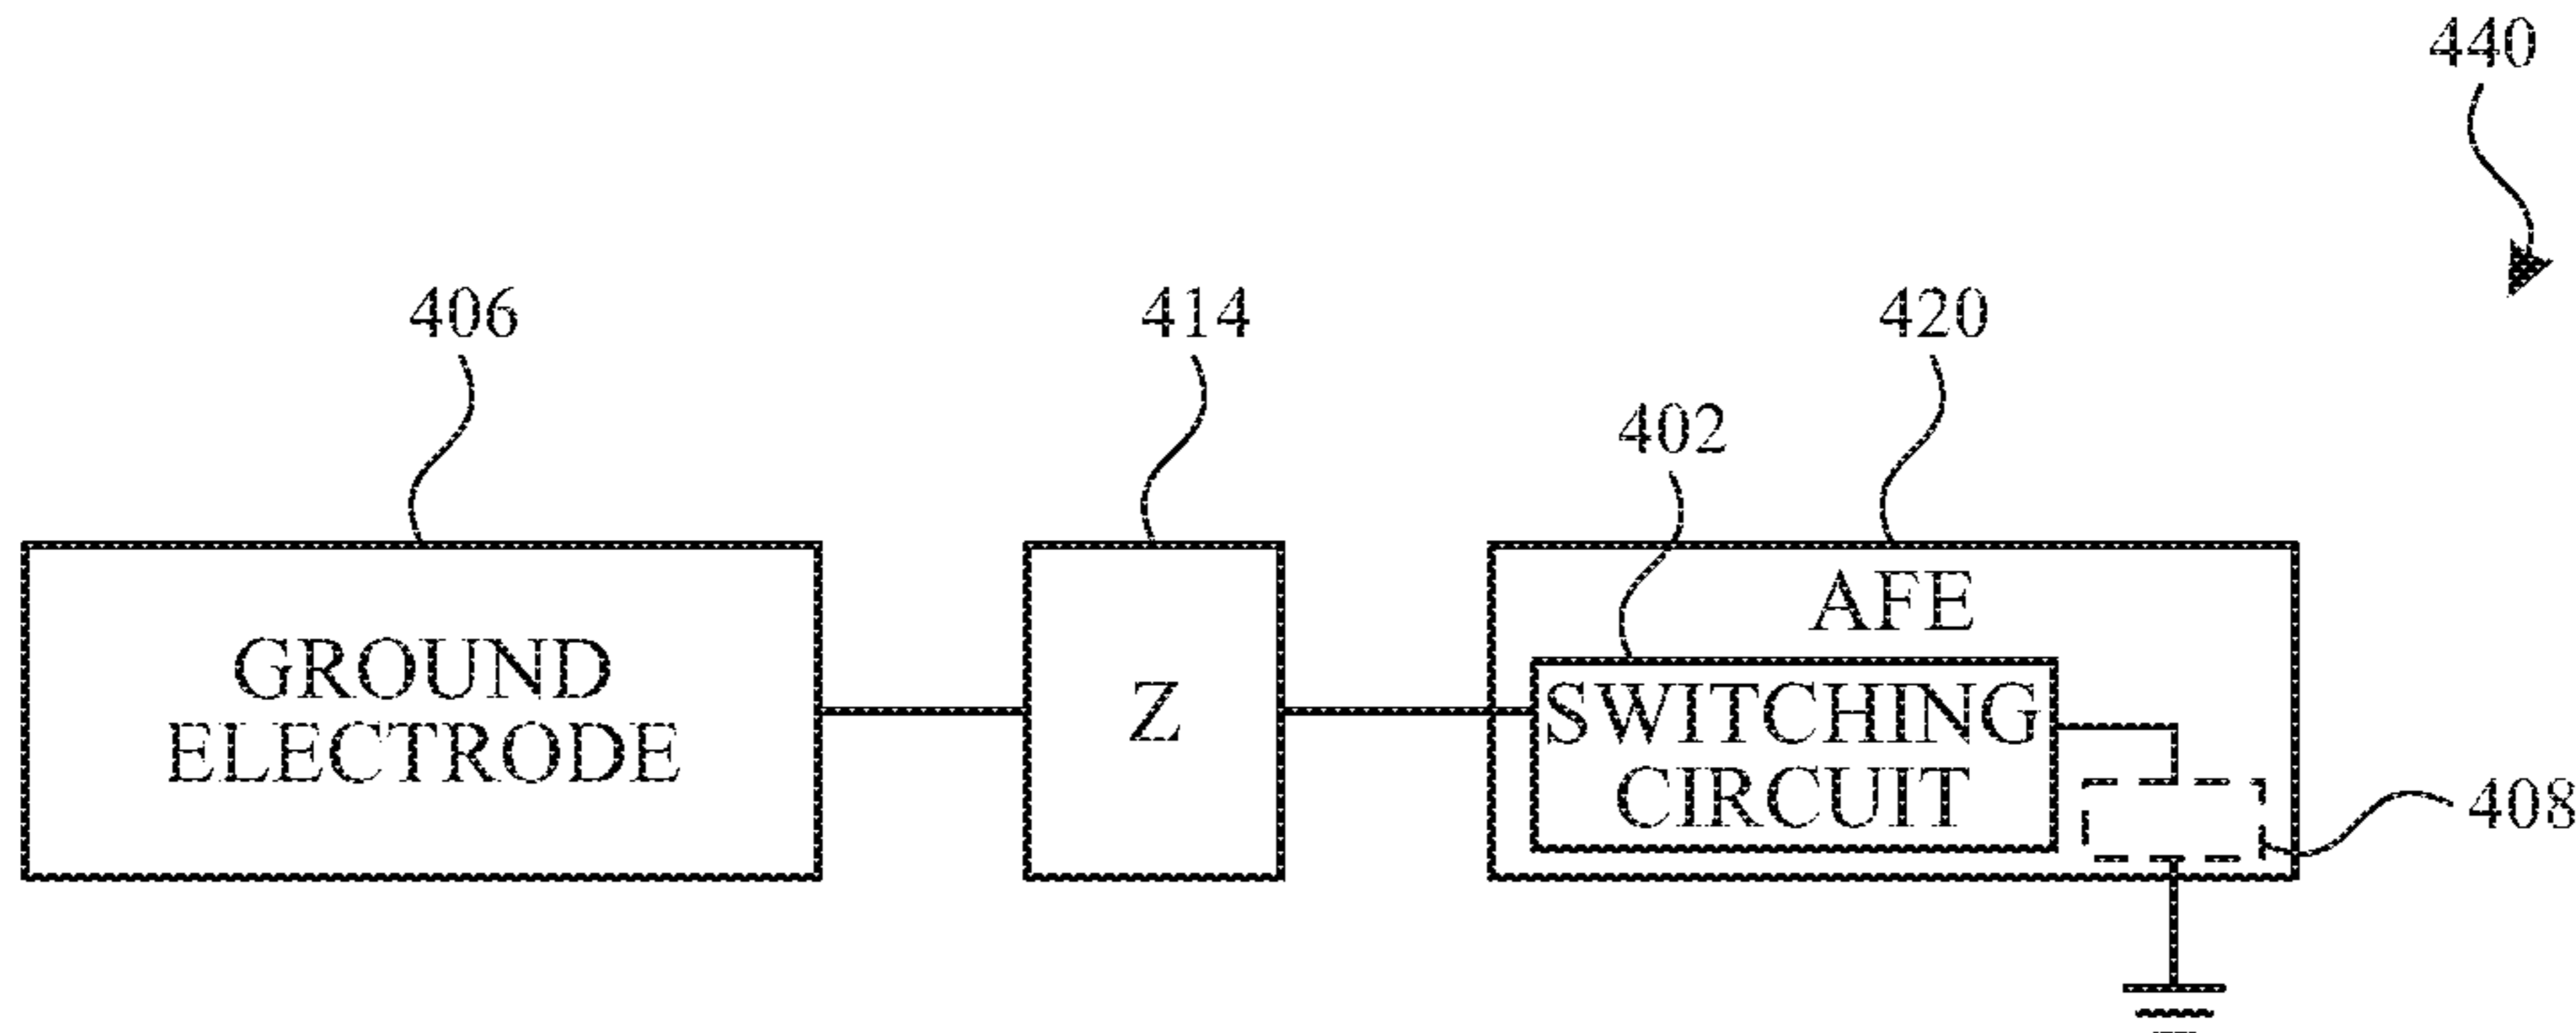 440
406
414
420
402
AFE
GROUND
ELECTRODE
Z
SWITCHING
CIRCUIT
408